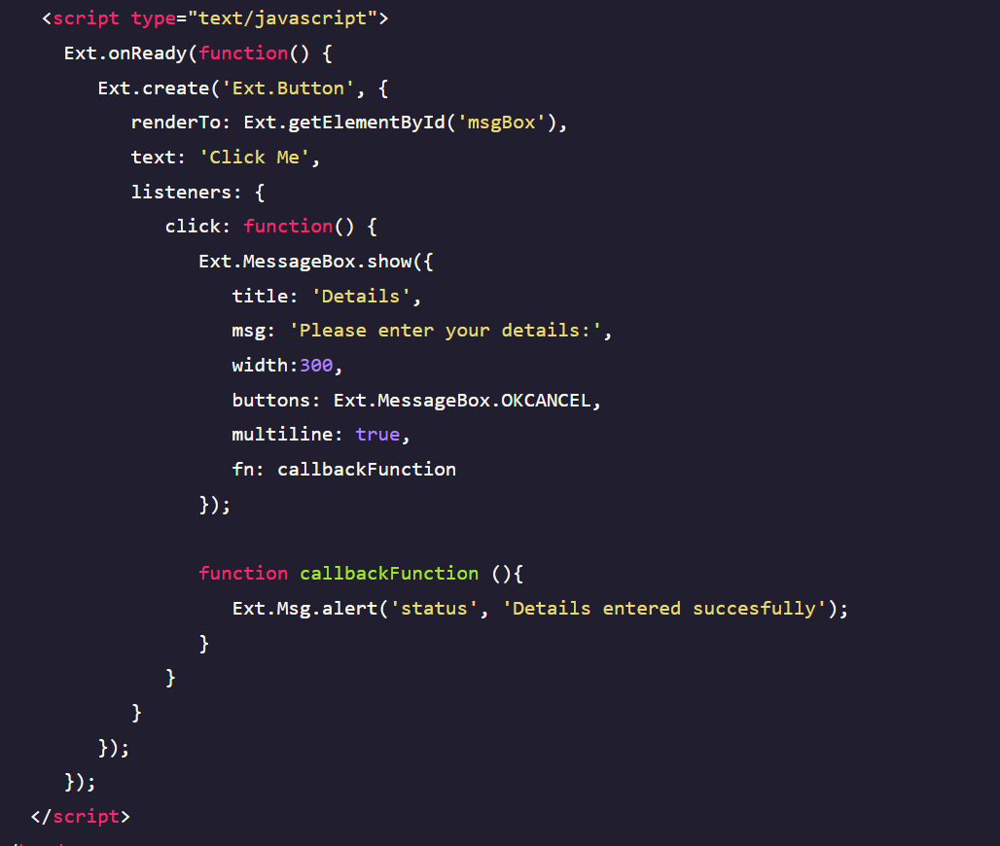 <script type="text/javascript">
Ext.onReady(function() {
Ext.create('Ext.Button', {
renderTo: Ext.getElementById('msgBox'),
text: 'Click Me',
listeners: {
click: function() {
Ext.MessageBox.show({
title: 'Details',
msg: 'Please enter your details:',
width:300,
buttons: Ext.MessageBox.OKCANCEL,
multiline: true,
fn: callbackFunction
});
function callbackFunction (){
Ext.Msg.alert('status', 'Details entered succesfully');
}
}
}
});
});
</script>